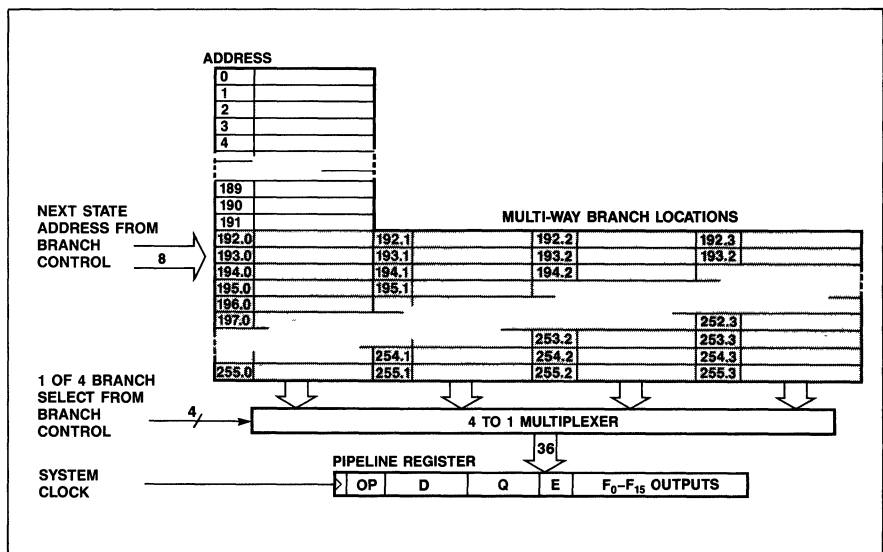 ADDRESS
0
1
2
3
4
189
190
191
MULTI-WAY BRANCH LOCATIONS
NEXT STATE
ADDRESS FROM
BRANCH
CONTROL
8
192.0 192.1 192.2 192.3
193.0 193.1 193.2 193.2
194.0 194.1 194.2
195.0 195.1
196.0
197.0 252.3
253.2 253.3
254.1 254.2 254.3
255.0 255.1 255.2 255.3
1 OF 4 BRANCH
SELECT FROM
BRANCH
CONTROL
4
4 TO 1 MULTIPLEXER
36
PIPELINE REGISTER
SYSTEM
CLOCK
OP D Q E F0–F15 OUTPUTS